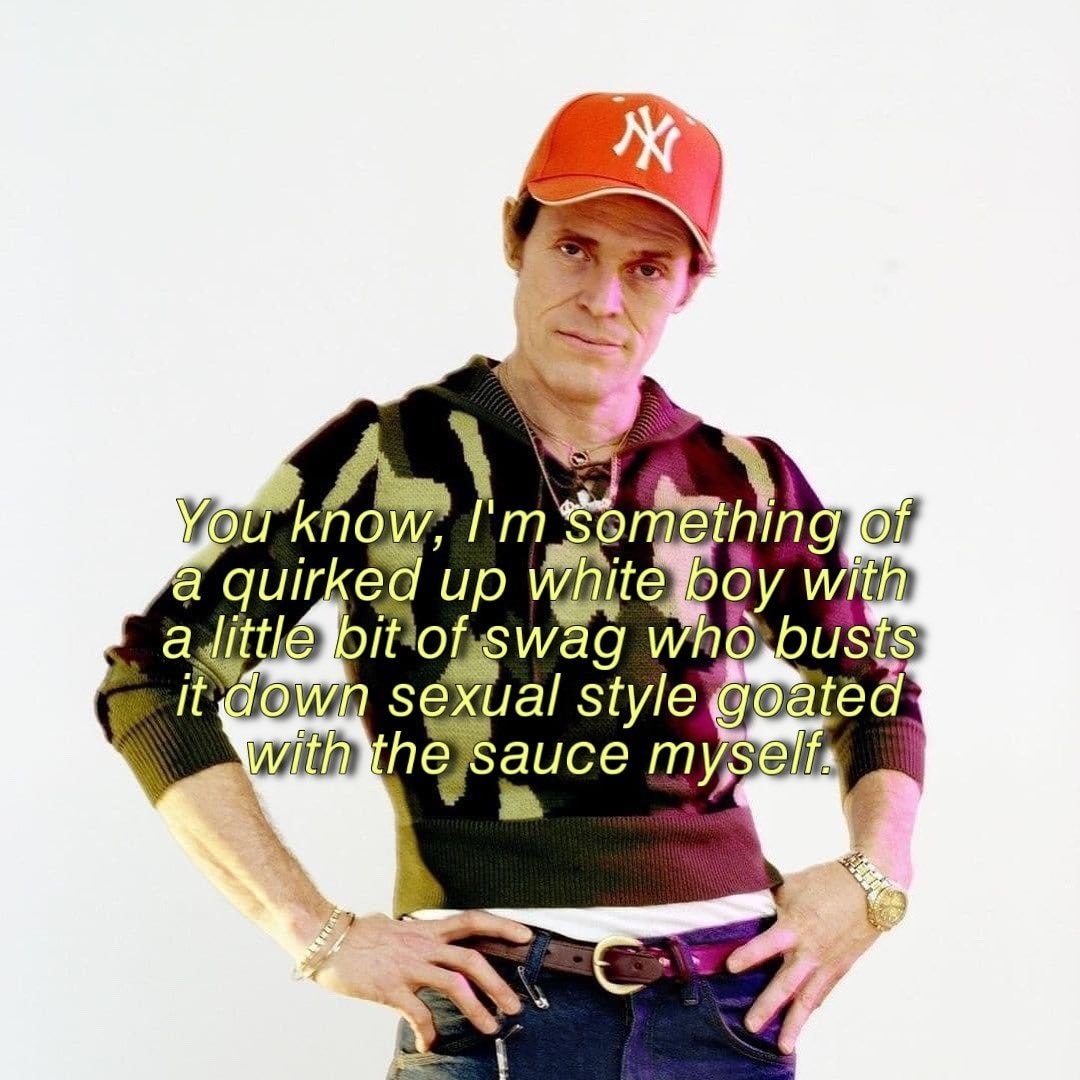 NY
You know, I'm something of
a quirked up white boy with
a little bit of swag who busts
it down sexual style goated
with the sauce myself.